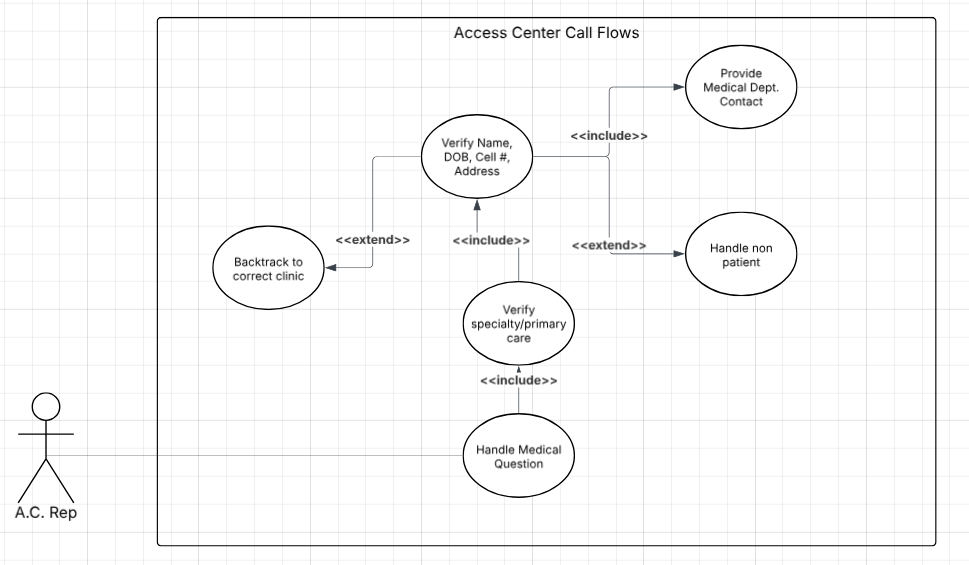 Access Center Call Flows
Provide
Medical Dept.
Contact
<<include>>
Verify Name,
DOB, Cell #,
Address
<<extend>>
<<include>>
<<extend>>
Handle non
patient
Backtrack to
correct clinic
Verify
specialty/primary
care
<<include>>
Handle Medical
Question
A.C. Rep